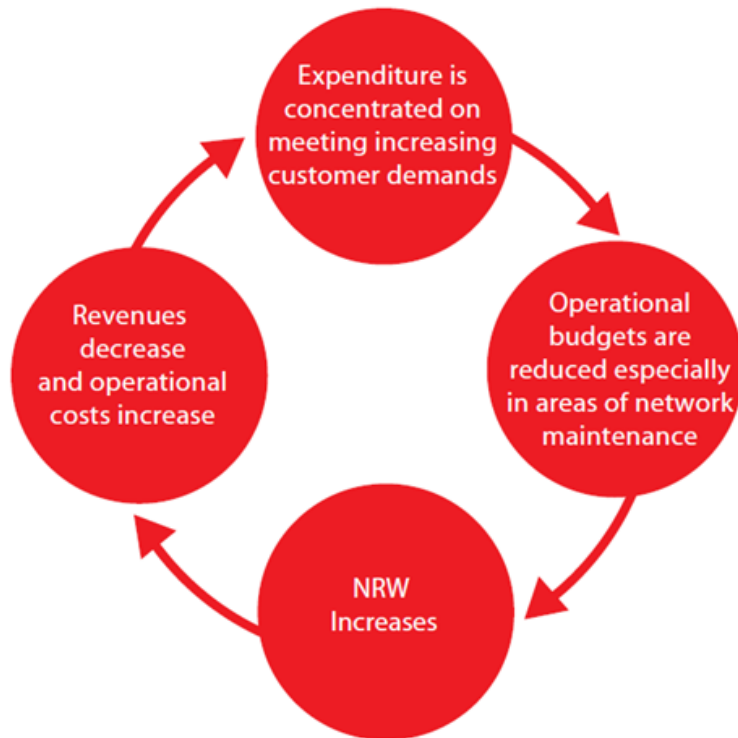 Expenditure is
concentrated on
meeting increasing
customer demands
Operational
budgets are
reduced especially
in areas of network
maintenance
NRW
Increases
Revenues
decrease
and operational
costs increase